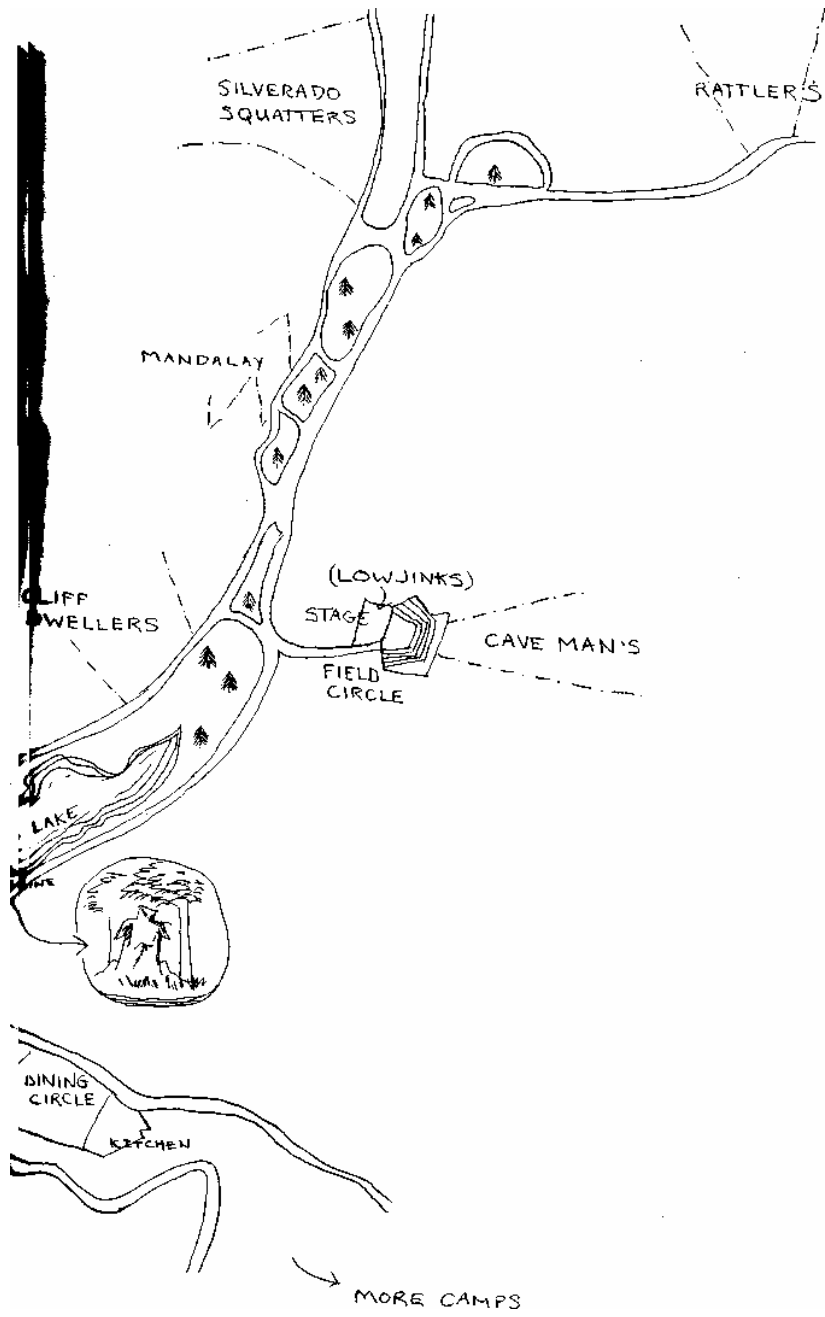 SILVERADO
SQUATTERS
RATTLER'S
MANDALAY
(LOWJINKS)
STAGE
CLIFF
DWELLERS
CAVE MAN'S
FIELD
CIRCLE
LAKE
DINING
CIRCLE
KITCHEN
MORE CAMPS